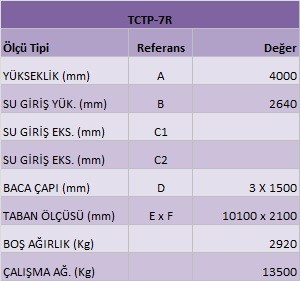 TCTP-7R
Ölçü Tipi Referans Değer
YÜKSEKLİK (mm) A 4000
SU GİRİŞ YÜK. (mm) B 2640
SU GİRİŞ EKS. (mm) C1
SU GİRİŞ EKS. (mm) C2
BACA ÇAPI (mm) D 3 X 1500
TABAN ÖLÇÜSÜ (mm) E x F 10100 x 2100
BOŞ AĞIRLIK (Kg) 2920
ÇALIŞMA AĞ. (Kg) 13500